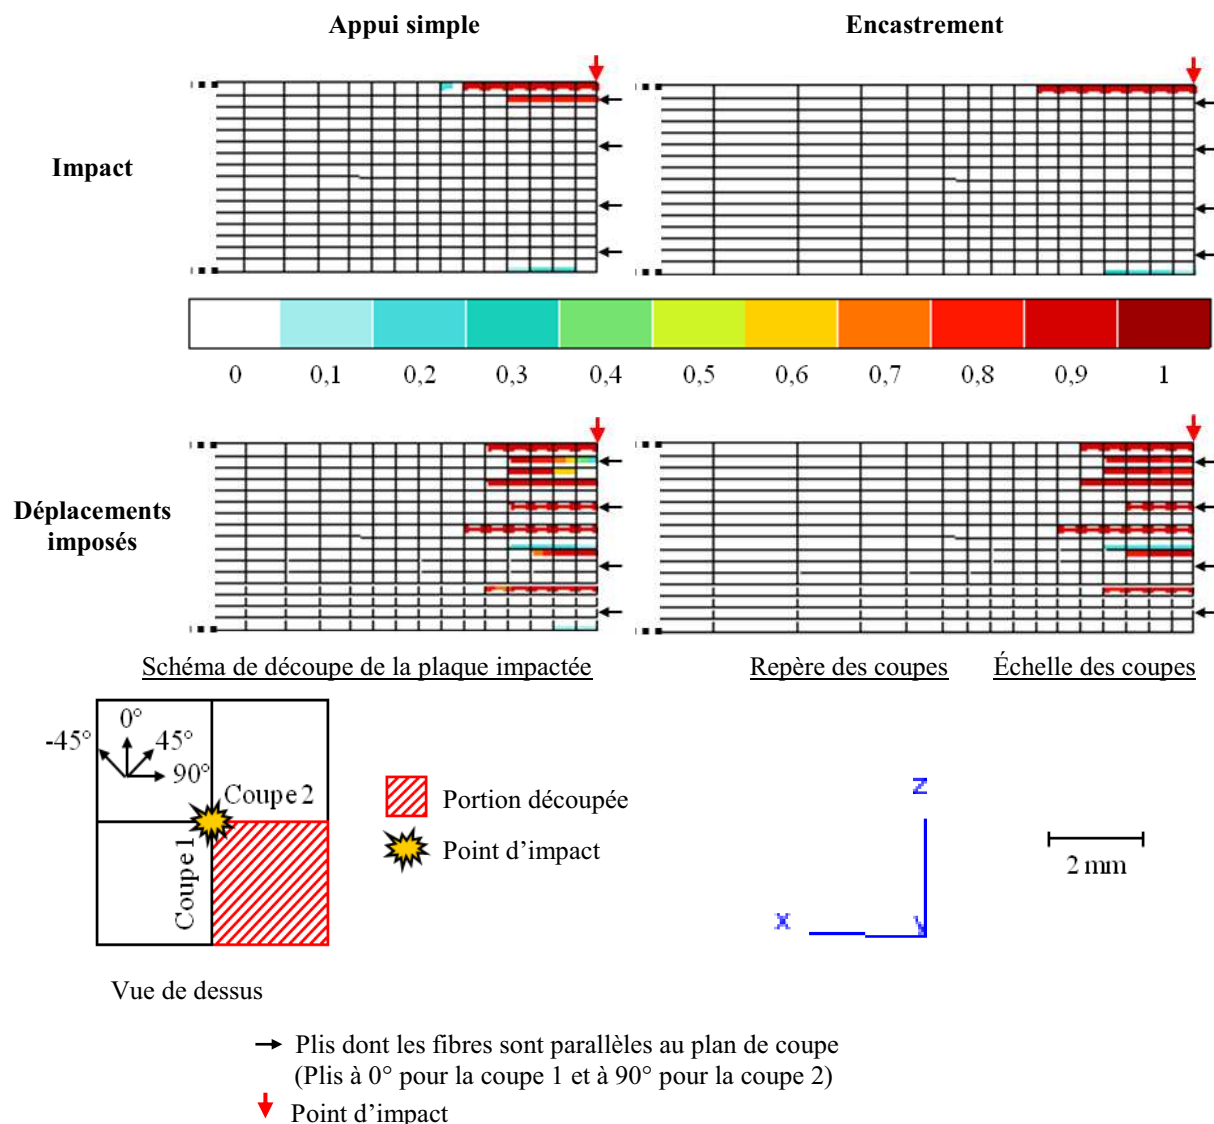 Appui simple Encastrement
Impact
0 0,1 0,2 0,3 0,4 0,5 0,6 0,7 0,8 0,9 1
Déplacements
imposés
Schéma de découpe de la plaque impactée Repère des coupes Échelle des coupes
0°
-45° 45°
90°
Coupe 2
Coupe 1
Portion découpée
Point d’impact
Z
X Y
2 mm
Vue de dessus
Plis dont les fibres sont parallèles au plan de coupe
(Plis à 0° pour la coupe 1 et à 90° pour la coupe 2)
Point d’impact